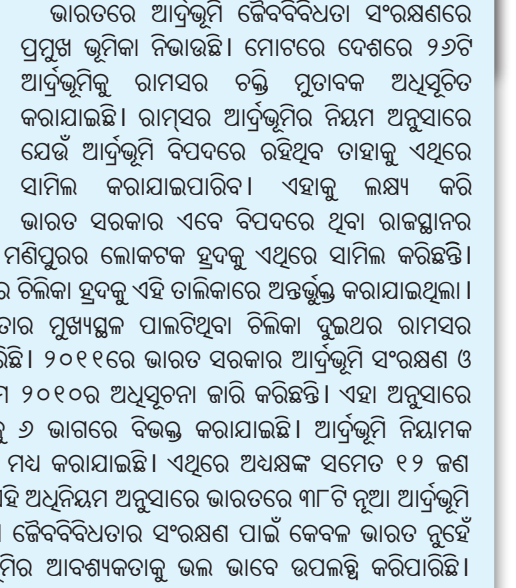 ଭାରତରେ ଆର୍ଦ୍ରଭୂମି ଜୈବବିବିଧତା ସଂରକ୍ଷଣରେ
ପ୍ରମୁଖ ଭୂମିକା ନିଭାଉଛି। ମୋଟରେ ଦେଶରେ ୨୬ଟି
ଆର୍ଦ୍ରଭୂମିକୁ ରାମସର ଚକ୍ତି ମୁତାବକ ଅଧିସୂଚିତ
କରାଯାଇଛି। ରାମ୍‌ସର ଆର୍ଦ୍ରଭୂମିର ନିୟମ ଅନୁସାରେ
ଯେଉଁ ଆର୍ଦ୍ରଭୂମି ବିପଦରେ ରହିଥିବ ତାହାକୁ ଏଥିରେ
ସାମିଲ କରାଯାଇପାରିବ। ଏହାକୁ ଲକ୍ଷ୍ୟ କରି
ଭାରତ ସରକାର ଏବେ ବିପଦରେ ଥିବା ରାଜସ୍ଥାନର
ମଣିପୁରର ଲୋକଟକ ହ୍ରଦକୁ ଏଥିରେ ସାମିଲ କରିଛନ୍ତି।
ଚିଲିକା ହ୍ରଦକୁ ଏହି ତାଲିକାରେ ଅନ୍ତର୍ଭୁକ୍ତ କରାଯାଇଥିଲା।
ମୁଖ୍ୟସ୍ଥଳ ପାଲଟିଥିବା ଚିଲିକା ଦୁଇଥର ରାମସର
୨୦୧୧ରେ ଭାରତ ସରକାର ଆର୍ଦ୍ରଭୂମି ସଂରକ୍ଷଣ ଓ
୨୦୧୦ର ଅଧିସୂଚନା ଜାରି କରିଛନ୍ତି। ଏହା ଅନୁସାରେ
୬ ଭାଗରେ ବିଭକ୍ତ କରାଯାଇଛି। ଆର୍ଦ୍ରଭୂମି ନିୟାମକ
ମଧ୍ୟ କରାଯାଇଛି। ଏଥିରେ ଅଧ୍ୟକ୍ଷଙ୍କ ସମେତ ୧୨ ଜଣ
ଅଧିନିୟମ ଅନୁସାରେ ଭାରତରେ ୩୮ଟି ନୂଆ ଆର୍ଦ୍ରଭୂମି
ଜୈବବିବିଧତାର ସଂରକ୍ଷଣ ପାଇଁ କେବଳ ଭାରତ ନୁହେଁ
ଆବଶ୍ୟକତାକୁ ଭଲ ଭାବେ ଉପଲବ୍ଧି କରିପାରିଛି।